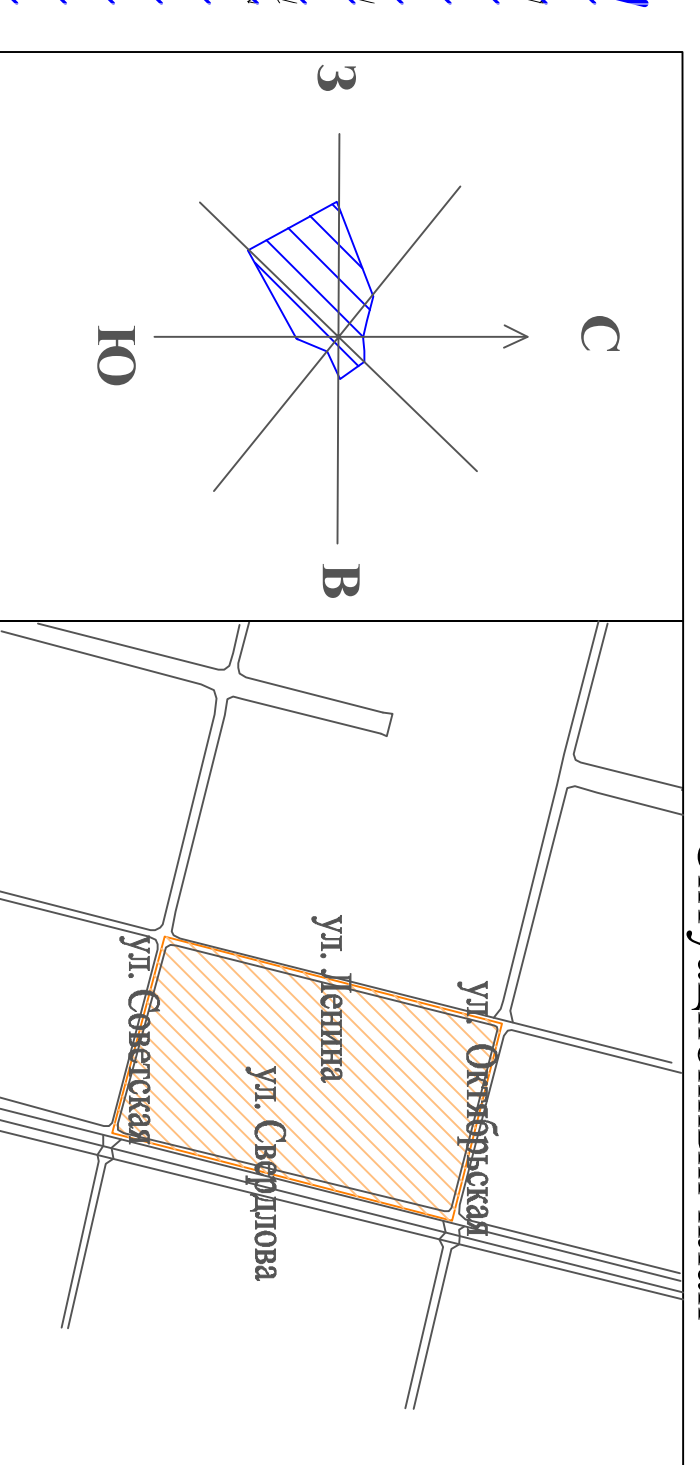 С
З
В
Ю
ул. Октябрьская
ул. Ленина
ул. Свердлова
ул. Советская